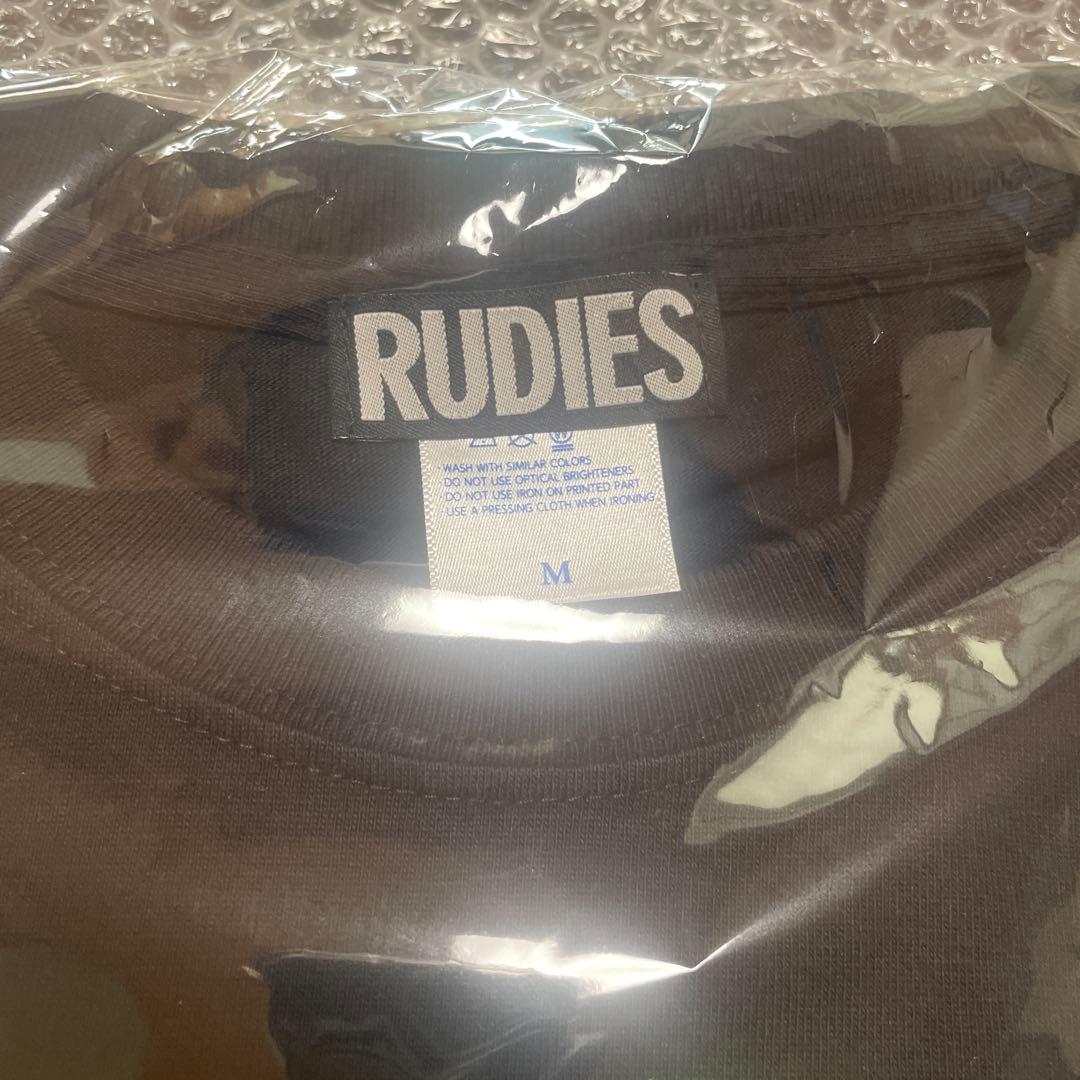 RUDIES
WASH WITH SIMILAR COLORS
DO NOT USE OPTICAL BRIGHTENERS
DO NOT USE IRON ON PRINTED PART
USE A PRESSING CLOTH WHEN IRONING
M